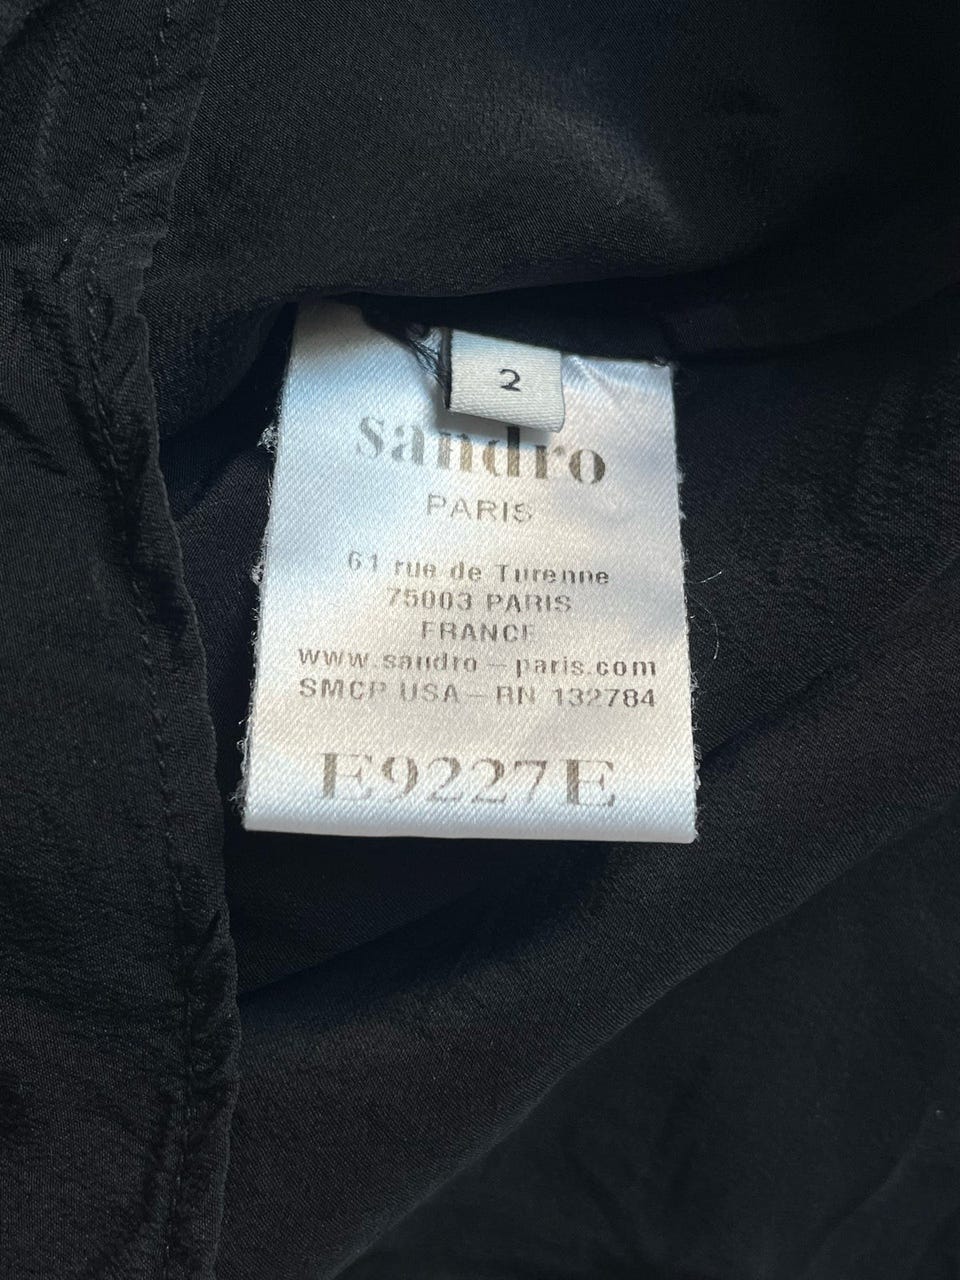 2
sandro
PARIS
61 rue de Turenne
75003 PARIS
FRANCE
www.sandro-paris.com
SMCP USA-RN 132784
E9227E